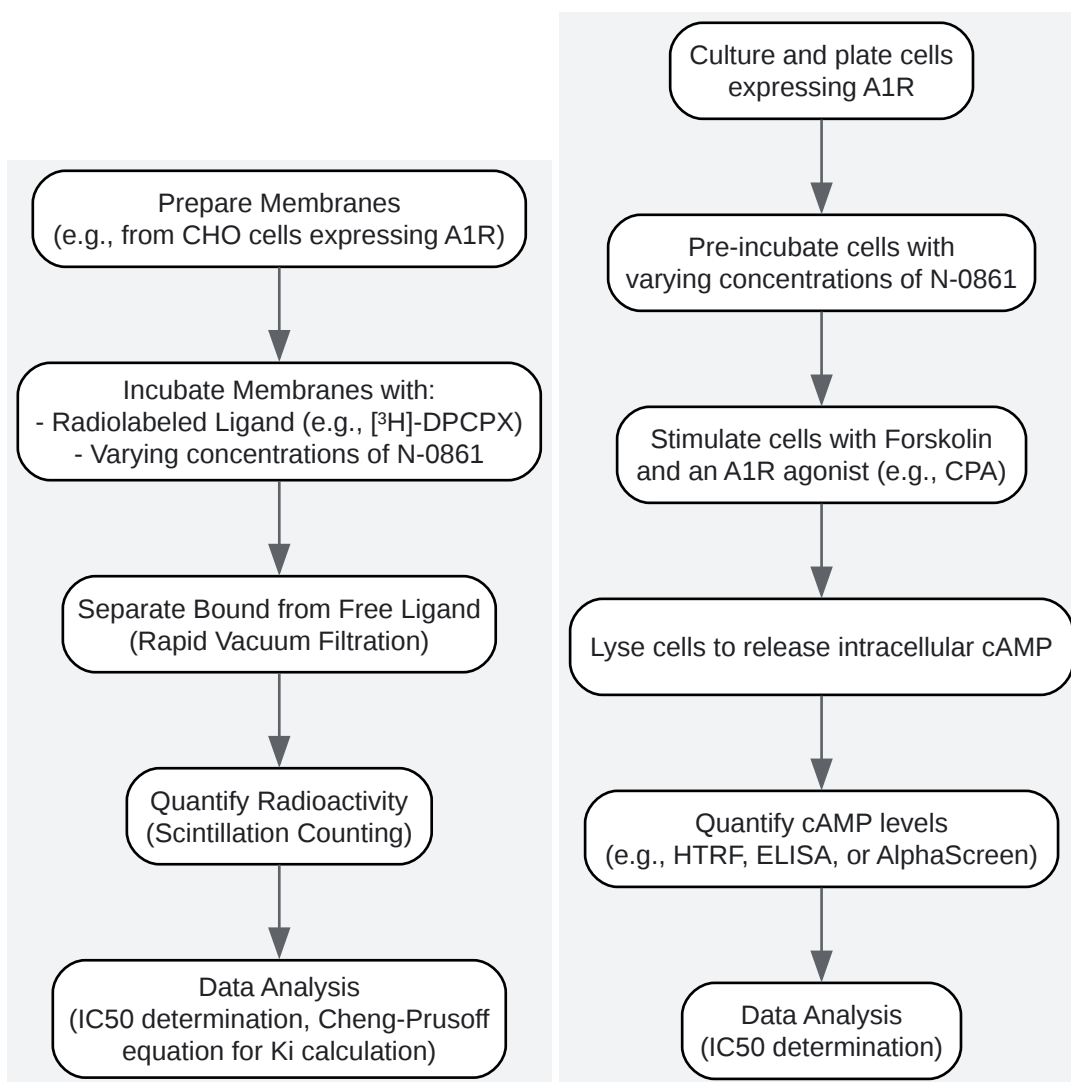 Prepare Membranes
(e.g., from CHO cells expressing A1R)
Incubate Membranes with:
- Radiolabeled Ligand (e.g., [³H]-DPCPX)
- Varying concentrations of N-0861
Separate Bound from Free Ligand
(Rapid Vacuum Filtration)
Quantify Radioactivity
(Scintillation Counting)
Data Analysis
(IC50 determination, Cheng-Prusoff
equation for Ki calculation)
Culture and plate cells
expressing A1R
Pre-incubate cells with
varying concentrations of N-0861
Stimulate cells with Forskolin
and an A1R agonist (e.g., CPA)
Lyse cells to release intracellular cAMP
Quantify cAMP levels
(e.g., HTRF, ELISA, or AlphaScreen)
Data Analysis
(IC50 determination)